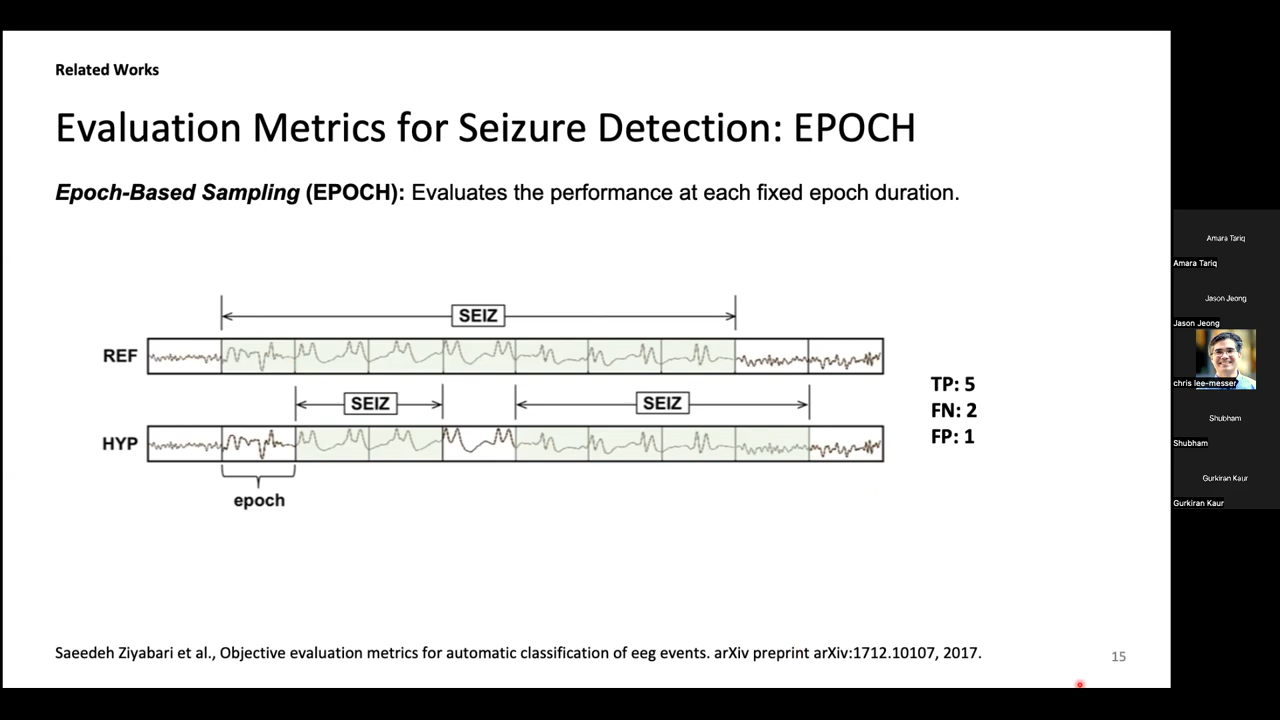 Related Works
Evaluation Metrics for Seizure Detection: EPOCH
Epoch-Based Sampling (EPOCH): Evaluates the performance at each fixed epoch duration.
SEIZ
REF
SEIZ
SEIZ
HYP
epoch
TP: 5
FN: 2
FP: 1
Saeedeh Ziyabari et al., Objective evaluation metrics for automatic classification of eeg events. arXiv preprint arXiv:1712.10107, 2017.
15
Amara Tariq
Amara Tariq
Jason Jeong
Jason Jeong
chris lee-messer
Shubham
Shubham
Gurkiran Kaur
Gurkiran Kaur